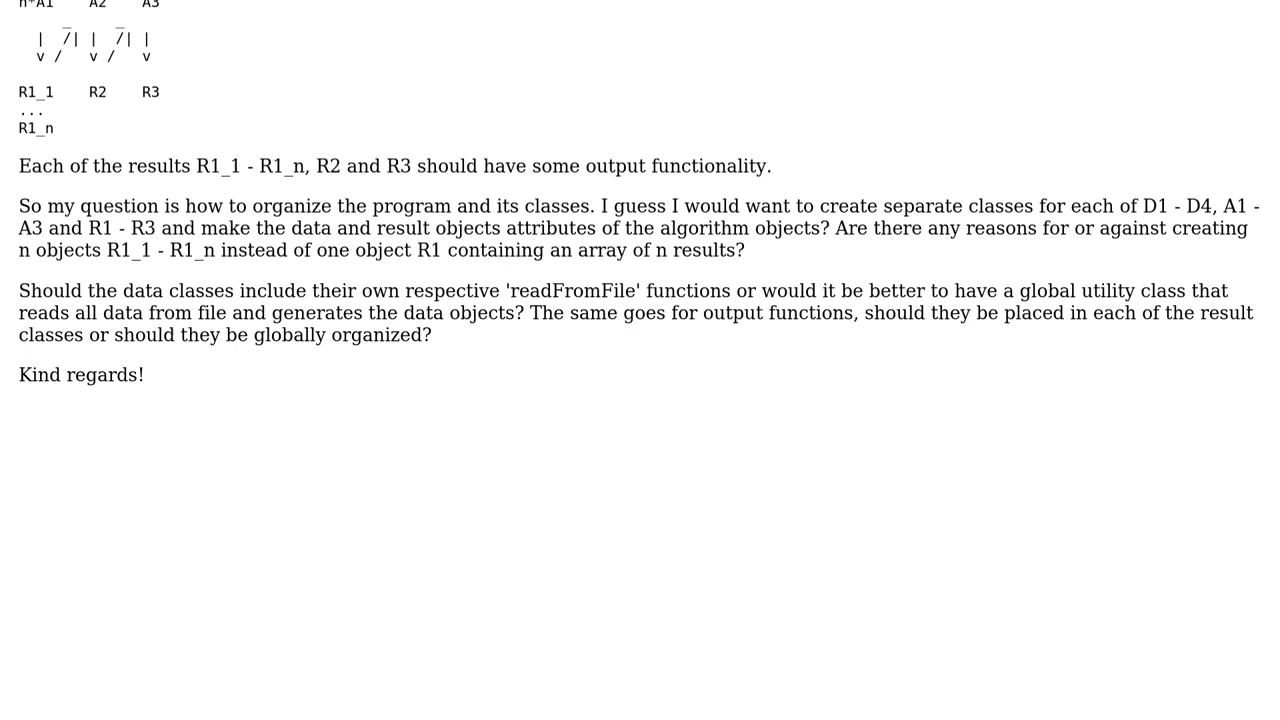 n*A1    A2    A3
      _     _
  |  /| |  /| |
  v /   v /   v
R1_1    R2    R3
...
R1_n
Each of the results R1_1 - R1_n, R2 and R3 should have some output functionality.
So my question is how to organize the program and its classes. I guess I would want to create separate classes for each of D1 - D4, A1 -
A3 and R1 - R3 and make the data and result objects attributes of the algorithm objects? Are there any reasons for or against creating
n objects R1_1 - R1_n instead of one object R1 containing an array of n results?
Should the data classes include their own respective 'readFromFile' functions or would it be better to have a global utility class that
reads all data from file and generates the data objects? The same goes for output functions, should they be placed in each of the result
classes or should they be globally organized?
Kind regards!